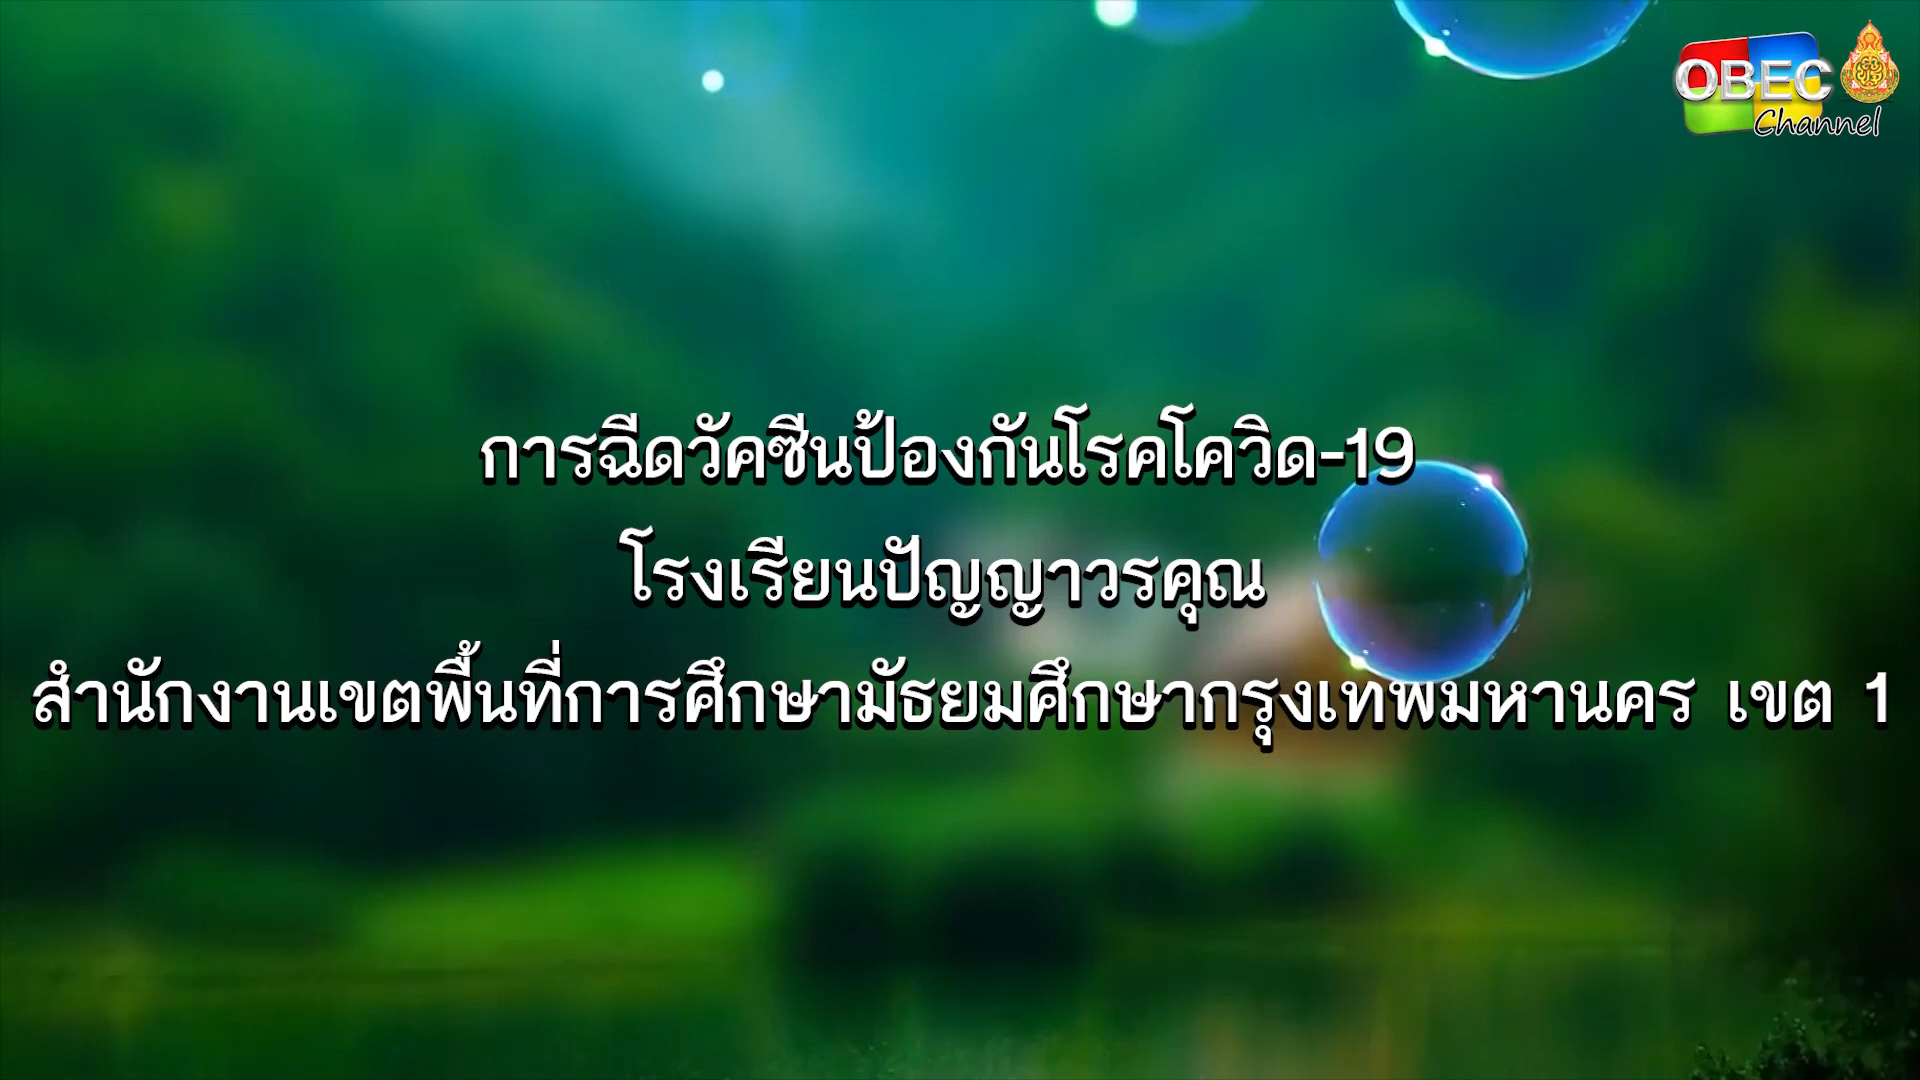 OBEC
Channel
การฉีดวัคซีนป้องกันโรคโควิด-19
โรงเรียนปัญญาวรคุณ
สำนักงานเขตพื้นที่การศึกษามัธยมศึกษากรุงเทพมหานคร เขต 1